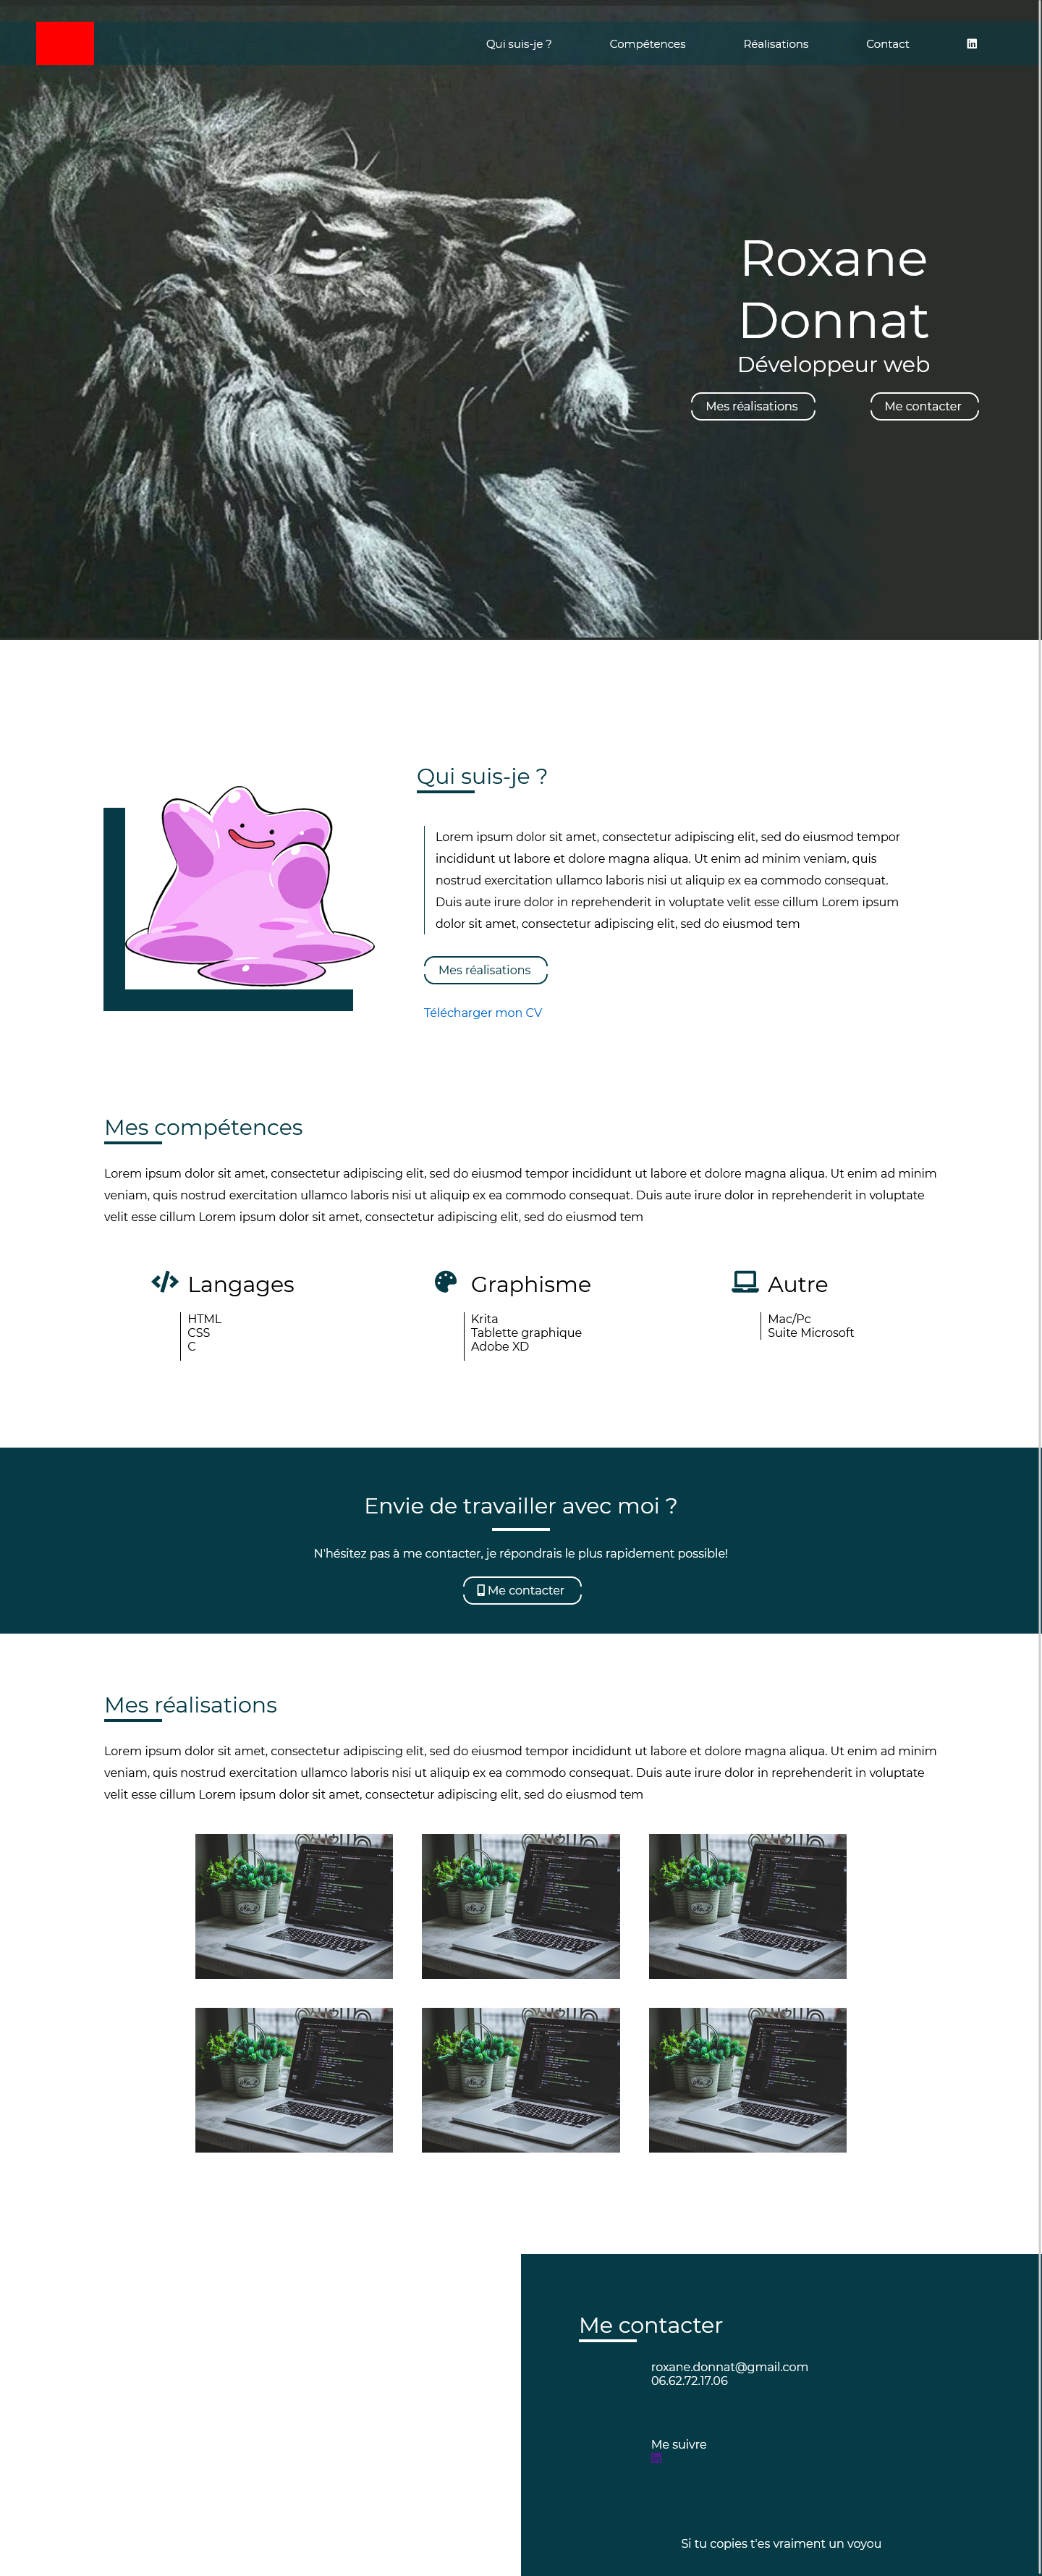 Qui suis-je ? Compétences Réalisations Contact
Roxane
Donnat
Développeur web
Mes réalisations Me contacter
Qui suis-je ?
Lorem ipsum dolor sit amet, consectetur adipiscing elit, sed do eiusmod tempor
incididunt ut labore et dolore magna aliqua. Ut enim ad minim veniam, quis
nostrud exercitation ullamco laboris nisi ut aliquip ex ea commodo consequat.
Duis aute irure dolor in reprehenderit in voluptate velit esse cillum Lorem ipsum
dolor sit amet, consectetur adipiscing elit, sed do eiusmod tem
Mes réalisations
Télécharger mon CV
Mes compétences
Lorem ipsum dolor sit amet, consectetur adipiscing elit, sed do eiusmod tempor incididunt ut labore et dolore magna aliqua. Ut enim ad minim
veniam, quis nostrud exercitation ullamco laboris nisi ut aliquip ex ea commodo consequat. Duis aute irure dolor in reprehenderit in voluptate
velit esse cillum Lorem ipsum dolor sit amet, consectetur adipiscing elit, sed do eiusmod tem
Langages
HTML
CSS
C
Graphisme
Krita
Tablette graphique
Adobe XD
Autre
Mac/Pc
Suite Microsoft
Envie de travailler avec moi ?
N'hésitez pas à me contacter, je répondrais le plus rapidement possible!
Me contacter
Mes réalisations
Lorem ipsum dolor sit amet, consectetur adipiscing elit, sed do eiusmod tempor incididunt ut labore et dolore magna aliqua. Ut enim ad minim
veniam, quis nostrud exercitation ullamco laboris nisi ut aliquip ex ea commodo consequat. Duis aute irure dolor in reprehenderit in voluptate
velit esse cillum Lorem ipsum dolor sit amet, consectetur adipiscing elit, sed do eiusmod tem
Me contacter
roxane.donnat@gmail.com
06.62.72.17.06
Me suivre
Si tu copies t'es vraiment un voyou